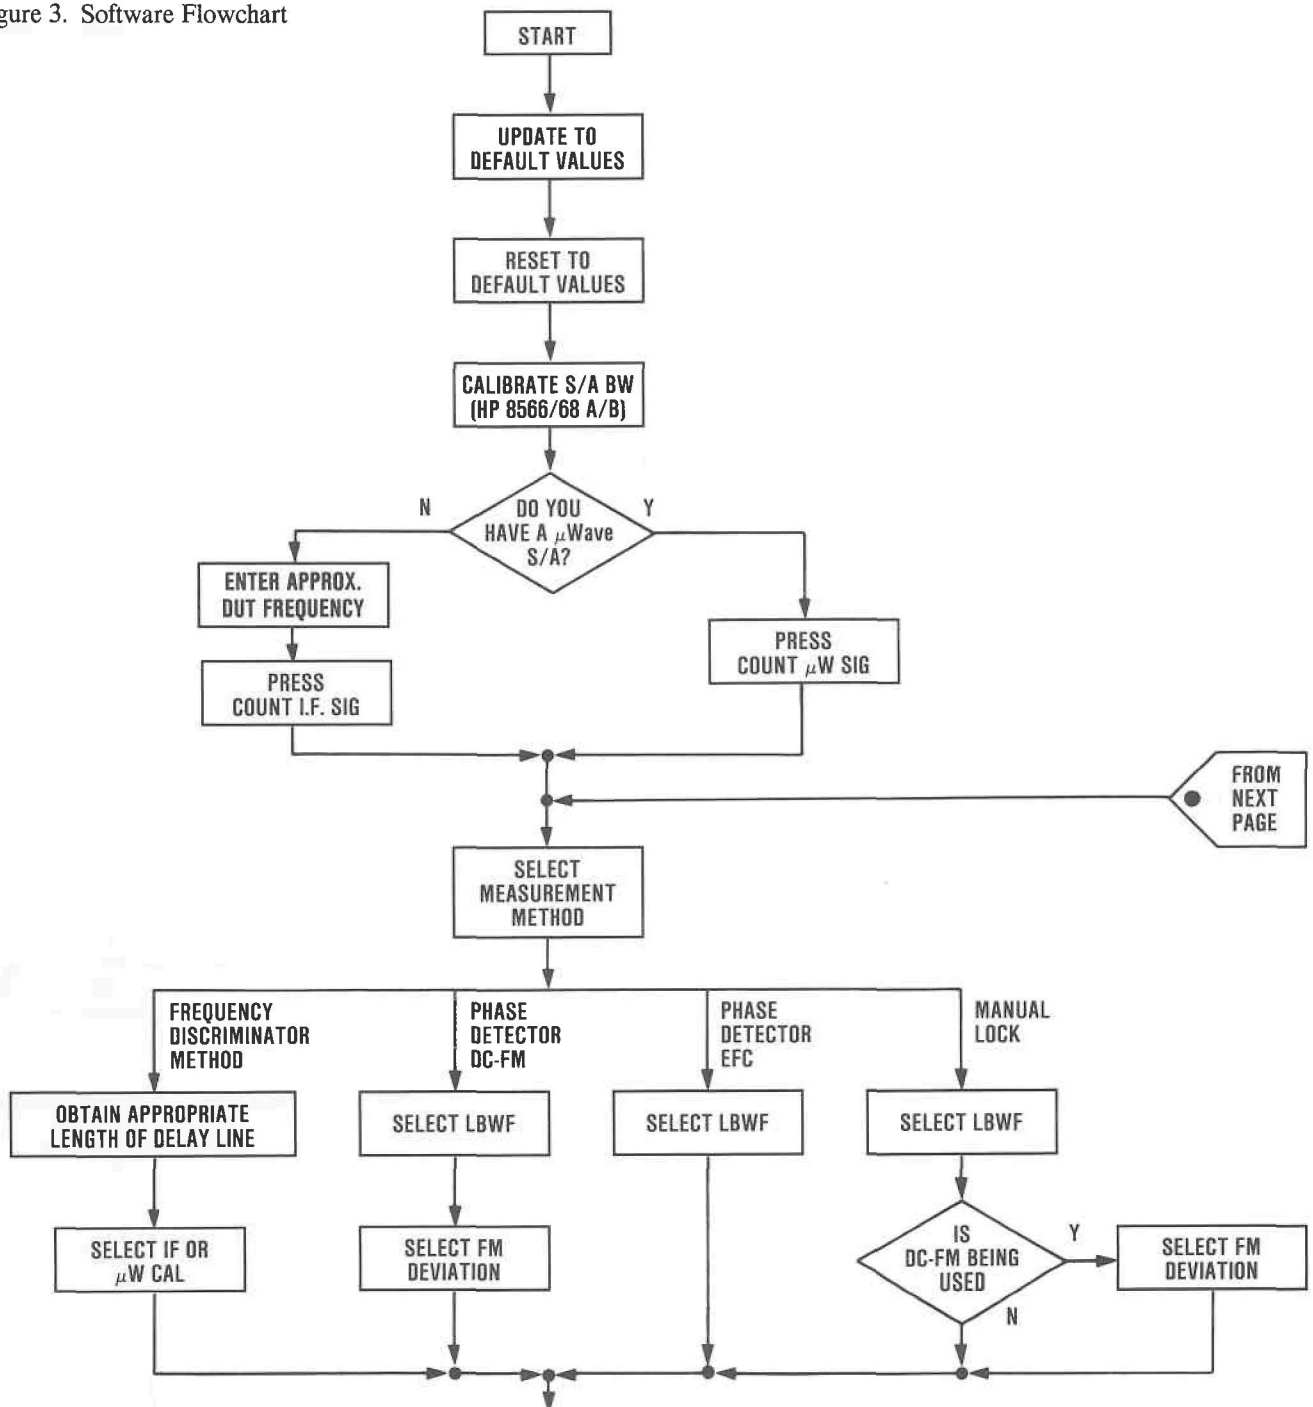 gure 3. Software Flowchart
START
UPDATE TO
DEFAULT VALUES
RESET TO
DEFAULT VALUES
CALIBRATE S/A BW
(HP 8566/68 A/B)
N
DO YOU
HAVE A μWave
S/A?
Y
ENTER APPROX.
DUT FREQUENCY
PRESS
COUNT I.F. SIG
PRESS
COUNT μW SIG
FROM
NEXT
PAGE
SELECT
MEASUREMENT
METHOD
FREQUENCY
DISCRIMINATOR
METHOD
PHASE
DETECTOR
DC-FM
PHASE
DETECTOR
EFC
MANUAL
LOCK
OBTAIN APPROPRIATE
LENGTH OF DELAY LINE
SELECT LBWF
SELECT LBWF
SELECT LBWF
SELECT IF OR
μW CAL
SELECT FM
DEVIATION
IS
DC-FM BEING
USED
Y
N
SELECT FM
DEVIATION